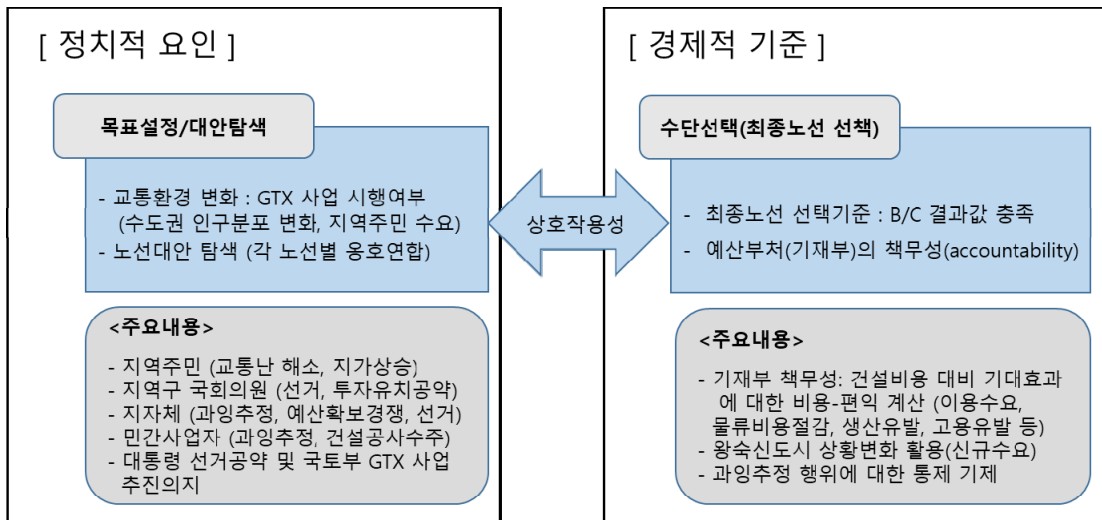 [ 정치적 요인 ]
목표설정/대안탐색
- 교통환경 변화 : GTX 사업 시행여부
(수도권 인구분포 변화, 지역주민 수요)
- 노선대안 탐색 (각 노선별 옹호연합)
<주요내용>
- 지역주민 (교통난 해소, 지가상승)
- 지역구 국회의원 (선거, 투자유치공약)
- 지자체 (과잉추정, 예산확보경쟁, 선거)
- 민간사업자 (과잉추정, 건설공사수주)
- 대통령 선거공약 및 국토부 GTX 사업
추진의지
상호작용성
[ 경제적 기준 ]
수단선택(최종노선 선책)
- 최종노선 선택기준 : B/C 결과값 충족
- 예산부처(기재부)의 책무성(accountability)
<주요내용>
- 기재부 책무성: 건설비용 대비 기대효과
에 대한 비용-편익 계산 (이용수요,
물류비용절감, 생산유발, 고용유발 등)
- 왕숙신도시 상황변화 활용(신규수요)
- 과잉추정 행위에 대한 통제 기제